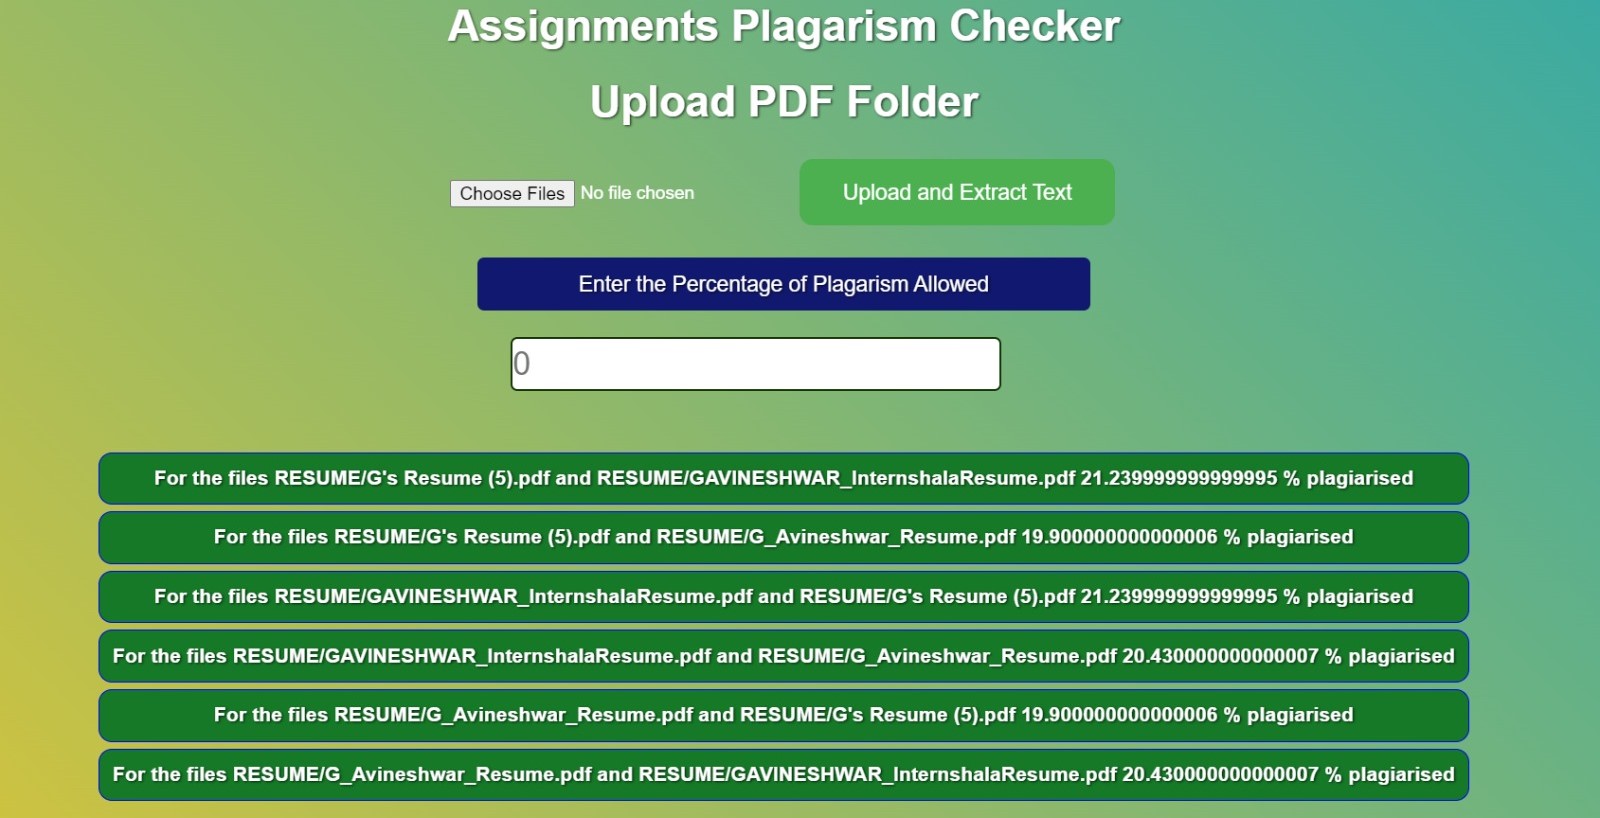 Assignments Plagarism Checker
Upload PDF Folder
Choose Files No file chosen Upload and Extract Text
Enter the Percentage of Plagarism Allowed
0
For the files RESUME/G's Resume (5).pdf and RESUME/GAVINESHWAR_InternshalaResume.pdf 21.239999999999995 % plagiarised
For the files RESUME/G's Resume (5).pdf and RESUME/G_Avineshwar_Resume.pdf 19.900000000000006 % plagiarised
For the files RESUME/GAVINESHWAR_InternshalaResume.pdf and RESUME/G's Resume (5).pdf 21.239999999999995 % plagiarised
For the files RESUME/GAVINESHWAR_InternshalaResume.pdf and RESUME/G_Avineshwar_Resume.pdf 20.430000000000007 % plagiarised
For the files RESUME/G_Avineshwar_Resume.pdf and RESUME/G's Resume (5).pdf 19.900000000000006 % plagiarised
For the files RESUME/G_Avineshwar_Resume.pdf and RESUME/GAVINESHWAR_InternshalaResume.pdf 20.430000000000007 % plagiarised